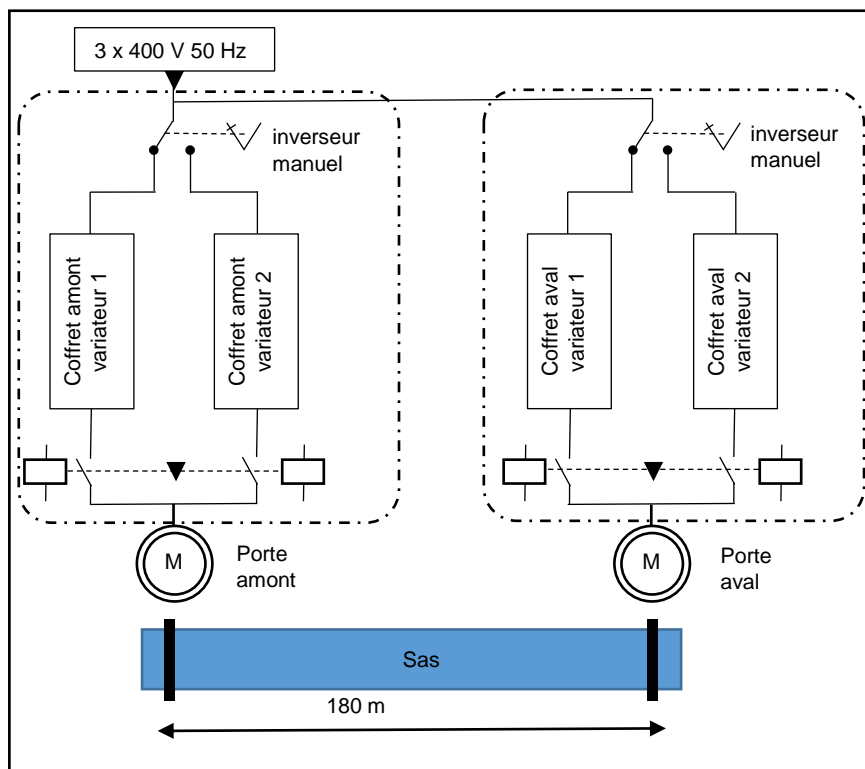 3 x 400 V 50 Hz
inverseur
manuel
inverseur
manuel
Coffret amont
variateur 1
Coffret amont
variateur 2
Coffret aval
variateur 1
Coffret aval
variateur 2
M
Porte
amont
M
Porte
aval
Sas
180 m